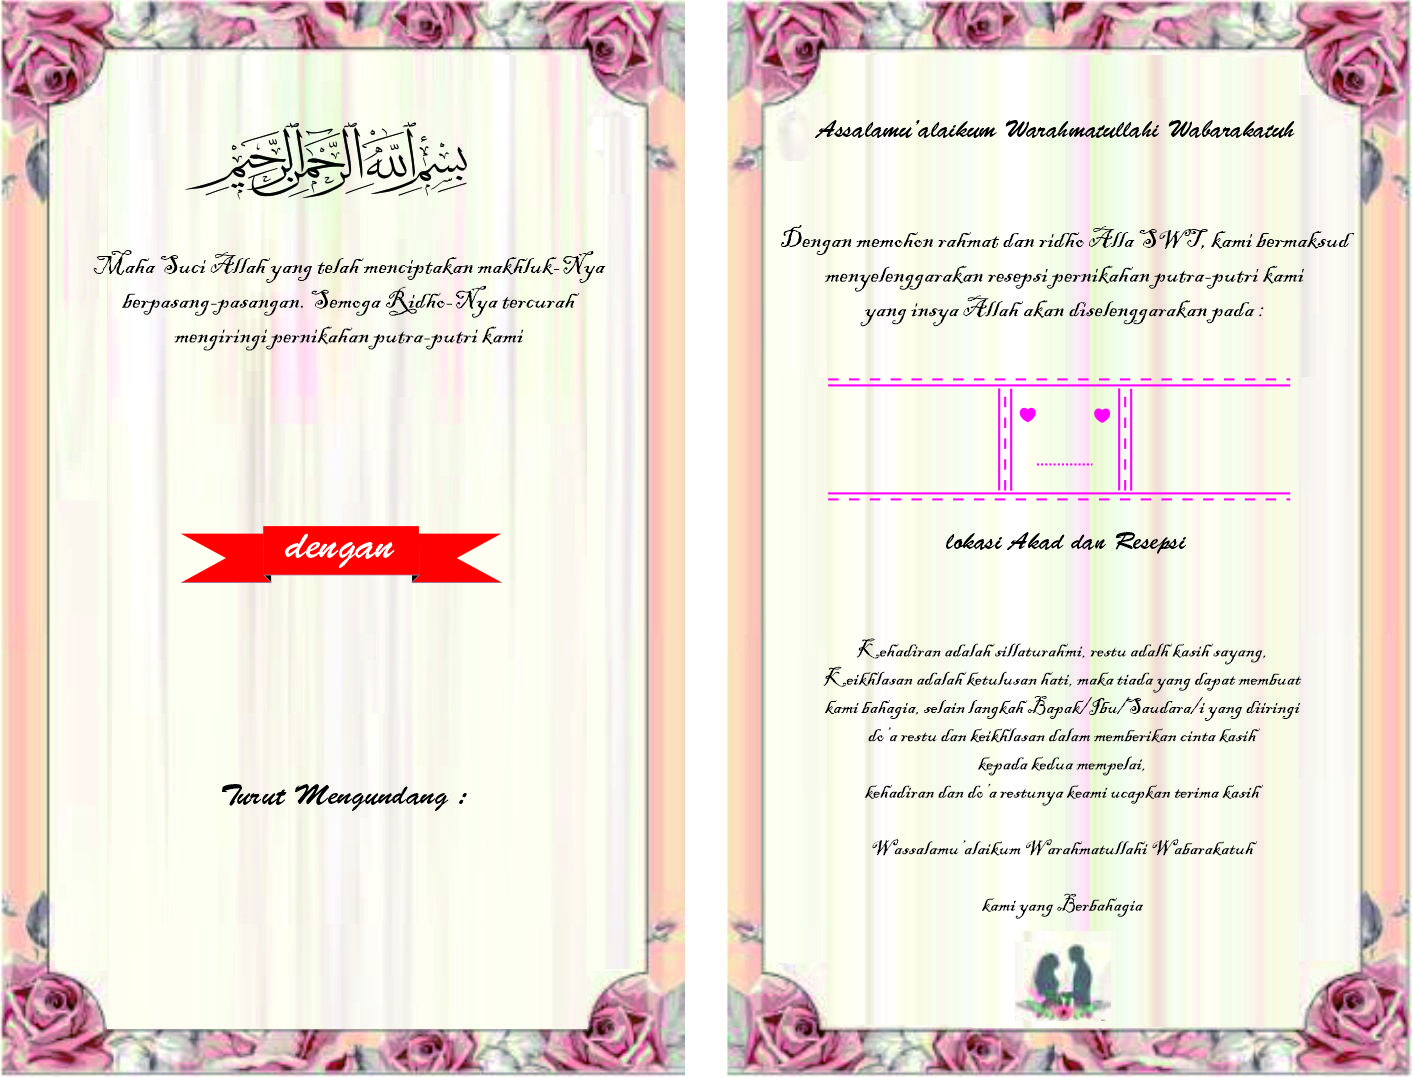 بِسْمِ ٱللَّهِ ٱلرَّحْمَٰنِ ٱلرَّحِيمِ
Maha Suci Allah yang telah menciptakan makhluk-Nya
berpasang-pasangan. Semoga Ridho-Nya tercurah
mengiringi pernikahan putra-putri kami
dengan
Turut Mengundang :
Assalamu'alaikum Warahmatullahi Wabarakatuh
Dengan memohon rahmat dan ridho Alla SWT, kami bermaksud
menyelenggarakan resepsi pernikahan putra-putri kami
yang insya Allah akan diselenggarakan pada :
.............
lokasi Akad dan Resepsi
Kehadiran adalah sillaturahmi, restu adalh kasih sayang,
Keikhlasan adalah ketulusan hati, maka tiada yang dapat membuat
kami bahagia, selain langkah Bapak/Ibu/Saudara/i yang diiringi
do'a restu dan keikhlasan dalam memberikan cinta kasih
kepada kedua mempelai,
kehadiran dan do'a restunya keami ucapkan terima kasih
Wassalamu'alaikum Warahmatullahi Wabarakatuh
kami yang Berbahagia